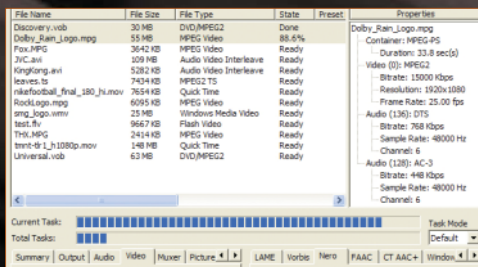 File Name File Size File Type State Preset
Discovery.vob 30 MB DVD/MPEG2 Done
Dolby_Rain_Logo.mpg 55 MB MPEG Video 88.6%
Fox.MPG 3642 KB MPEG Video Ready
JVC.avi 109 MB Audio Video Interleave Ready
KingKong.avi 5282 KB Audio Video Interleave Ready
leaves.ts 7434 KB MPEG2 TS Ready
nikefootball_final_180_hi.mov 7654 KB Quick Time Ready
RockLogo.mpg 6095 KB MPEG Video Ready
smg_logo.wmv 25 MB Windows Media Video Ready
test.flv 9667 KB Flash Video Ready
THX.MPG 2414 KB MPEG Video Ready
tmnt-tlr1_h1080p.mov 148 MB Quick Time Ready
Universal.vob 63 MB DVD/MPEG2 Ready
Properties
Dolby_Rain_Logo.mpg
Container: MPEG-PS
Duration: 33.8 sec(s)
Video (0): MPEG2
Bitrate: 15000 Kbps
Resolution: 1920x1080
Frame Rate: 25.00 fps
Audio (136): DTS
Bitrate: 768 Kbps
Sample Rate: 48000 Hz
Channel: 6
Audio (128): AC-3
Bitrate: 448 Kbps
Sample Rate: 48000 Hz
Channel: 6
Current Task:
Total Tasks:
Task Mode
Default
Summary Output Audio Video Muxer Picture LAME Vorbis Nero FAAC CT AAC+ Window